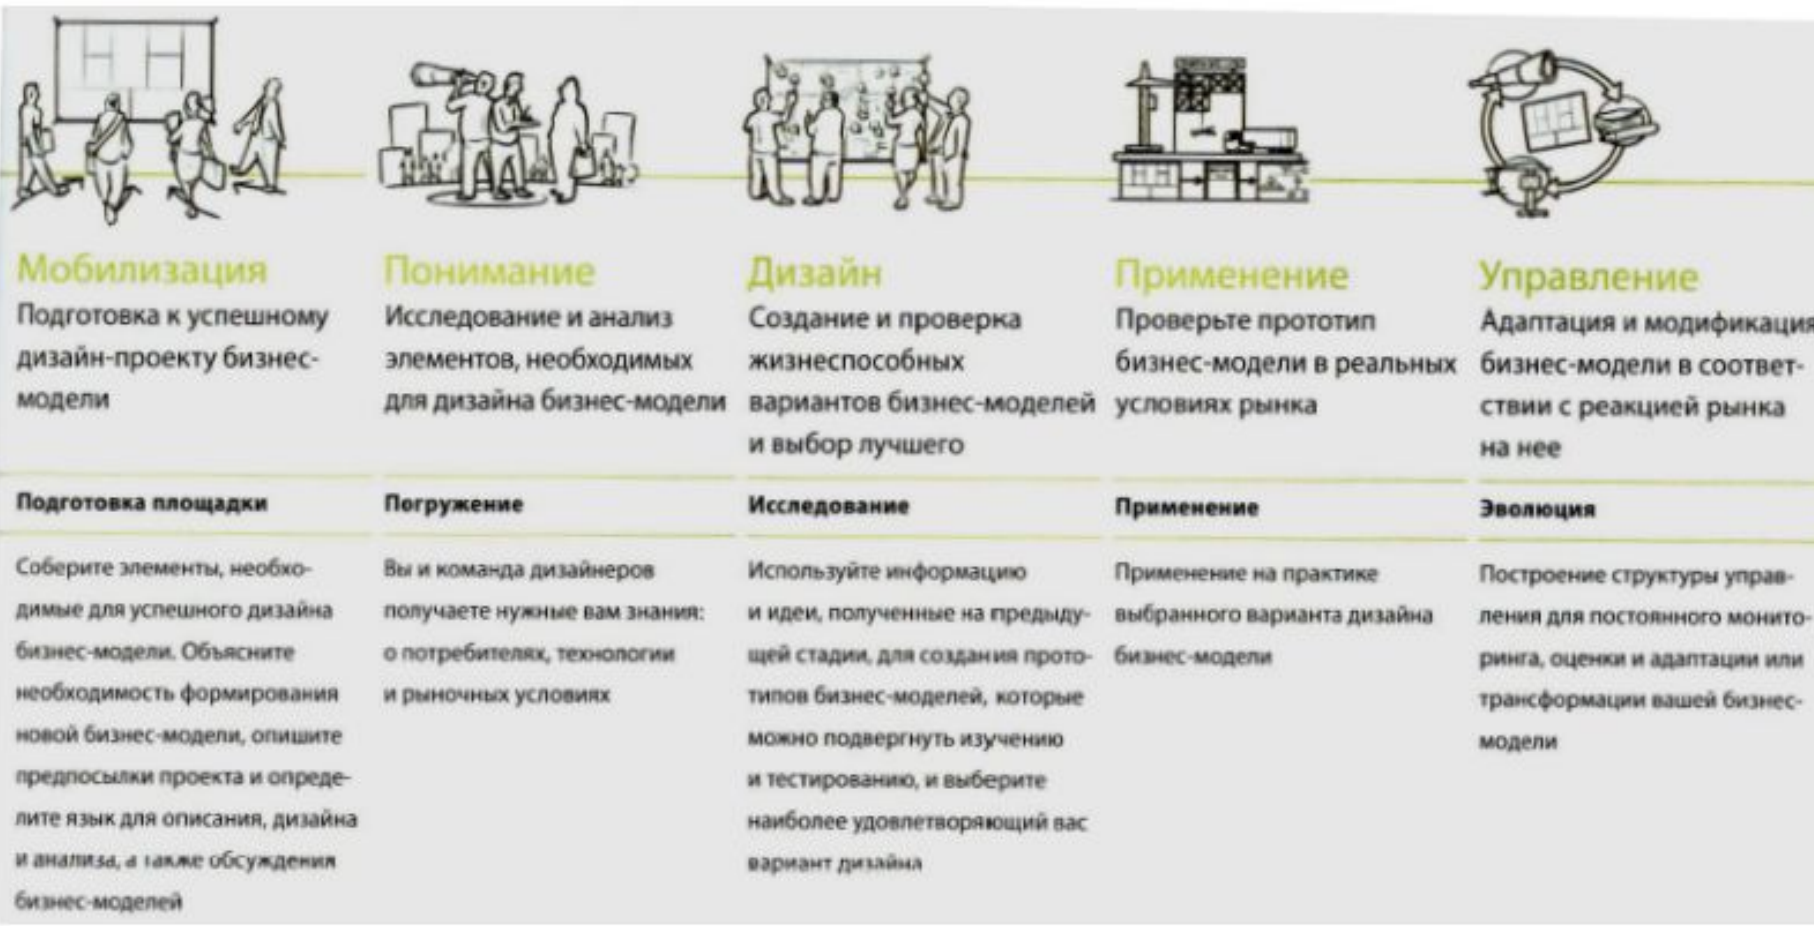 Мобилизация
Подготовка к успешному
дизайн-проекту бизнес-
модели
Подготовка площадки
Соберите элементы, необхо-
димые для успешного дизайна
бизнес-модели. Объясните
необходимость формирования
новой бизнес-модели, опишите
предпосылки проекта и опреде-
лите язык для описания, дизайна
и анализа, а также обсуждения
бизнес-моделей
Понимание
Исследование и анализ
элементов, необходимых
для дизайна бизнес-модели
Погружение
Вы и команда дизайнеров
получаете нужные вам знания:
о потребителях, технологии
и рыночных условиях
Дизайн
Создание и проверка
жизнеспособных
вариантов бизнес-моделей
и выбор лучшего
Исследование
Используйте информацию
и идеи, полученные на предыду-
щей стадии, для создания прото-
типов бизнес-моделей, которые
можно подвергнуть изучению
и тестированию, и выберите
наиболее удовлетворяющий вас
вариант дизайна
Применение
Проверьте прототип
бизнес-модели в реальных
условиях рынка
Применение
Применение на практике
выбранного варианта дизайна
бизнес-модели
Управление
Адаптация и модификация
бизнес-модели в соответ-
ствии с реакцией рынка
на нее
Эволюция
Построение структуры управ-
ления для постоянного монито-
ринга, оценки и адаптации или
трансформации вашей бизнес-
модели